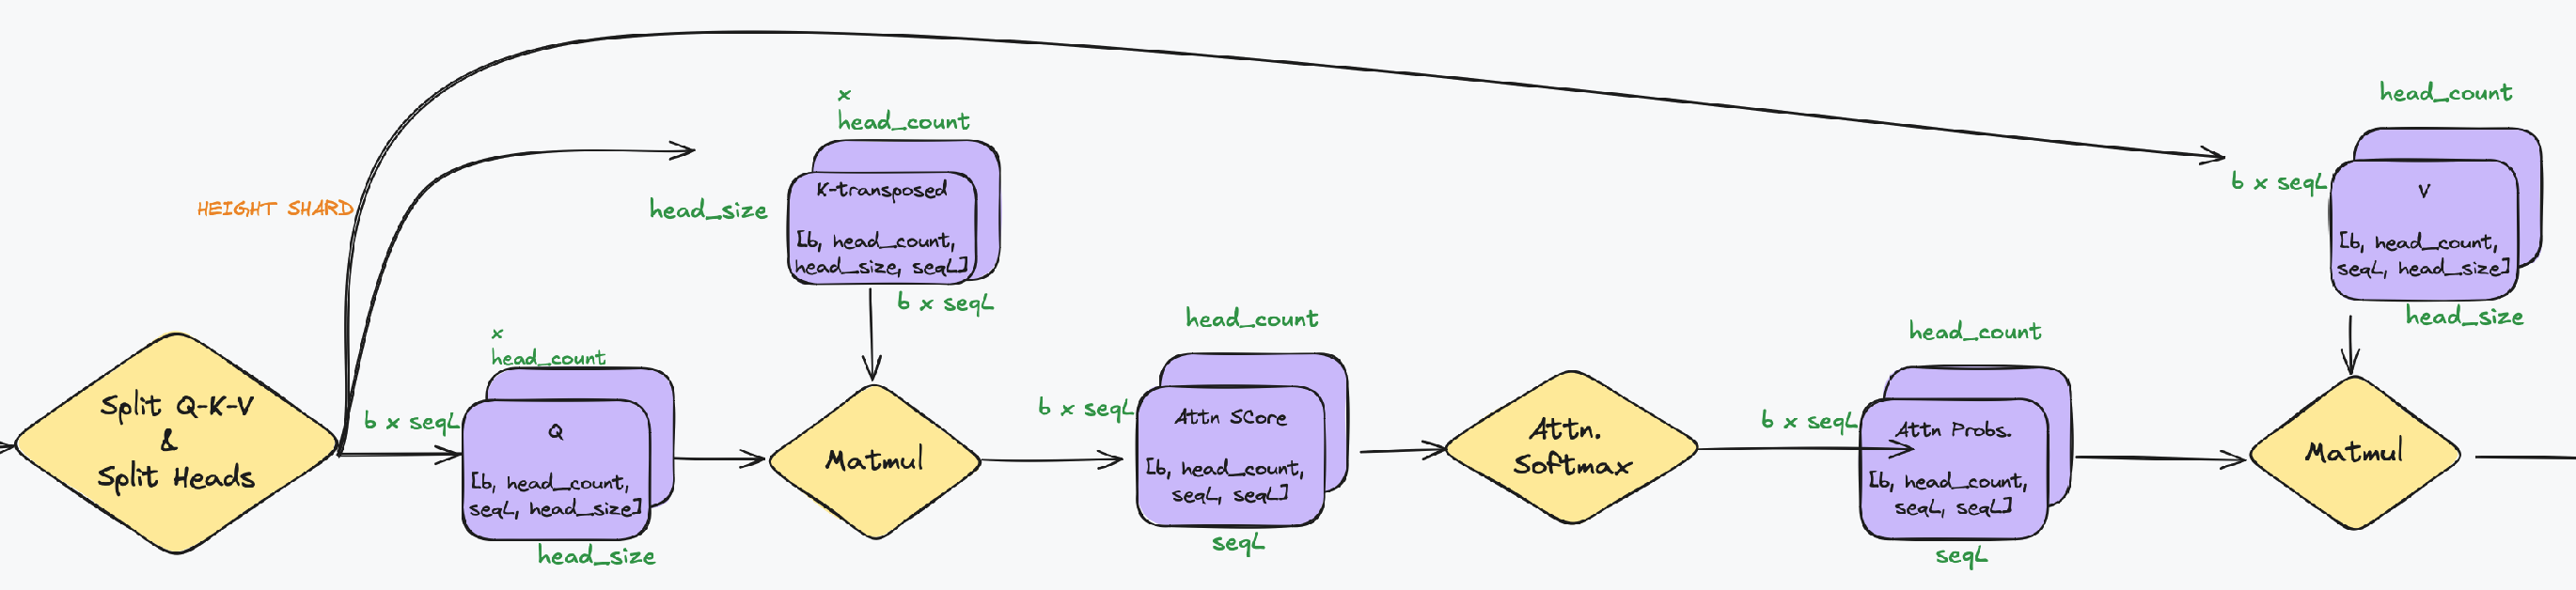 HEIGHT SHARD
Split Q-K-V
&
Split Heads
x
head_count
b x seqL
Q
[b, head_count,
seqL, head_size]
head_size
x
head_count
head_size
K-transposed
[b, head_count,
head_size, seqL]
b x seqL
Matmul
head_count
b x seqL
Attn SCore
[b, head_count,
seqL, seqL]
seqL
Attn.
Softmax
head_count
b x seqL
Attn Probs.
[b, head_count,
seqL, seqL]
seqL
head_count
b x seqL
V
[b, head_count,
seqL, head_size]
head_size
Matmul